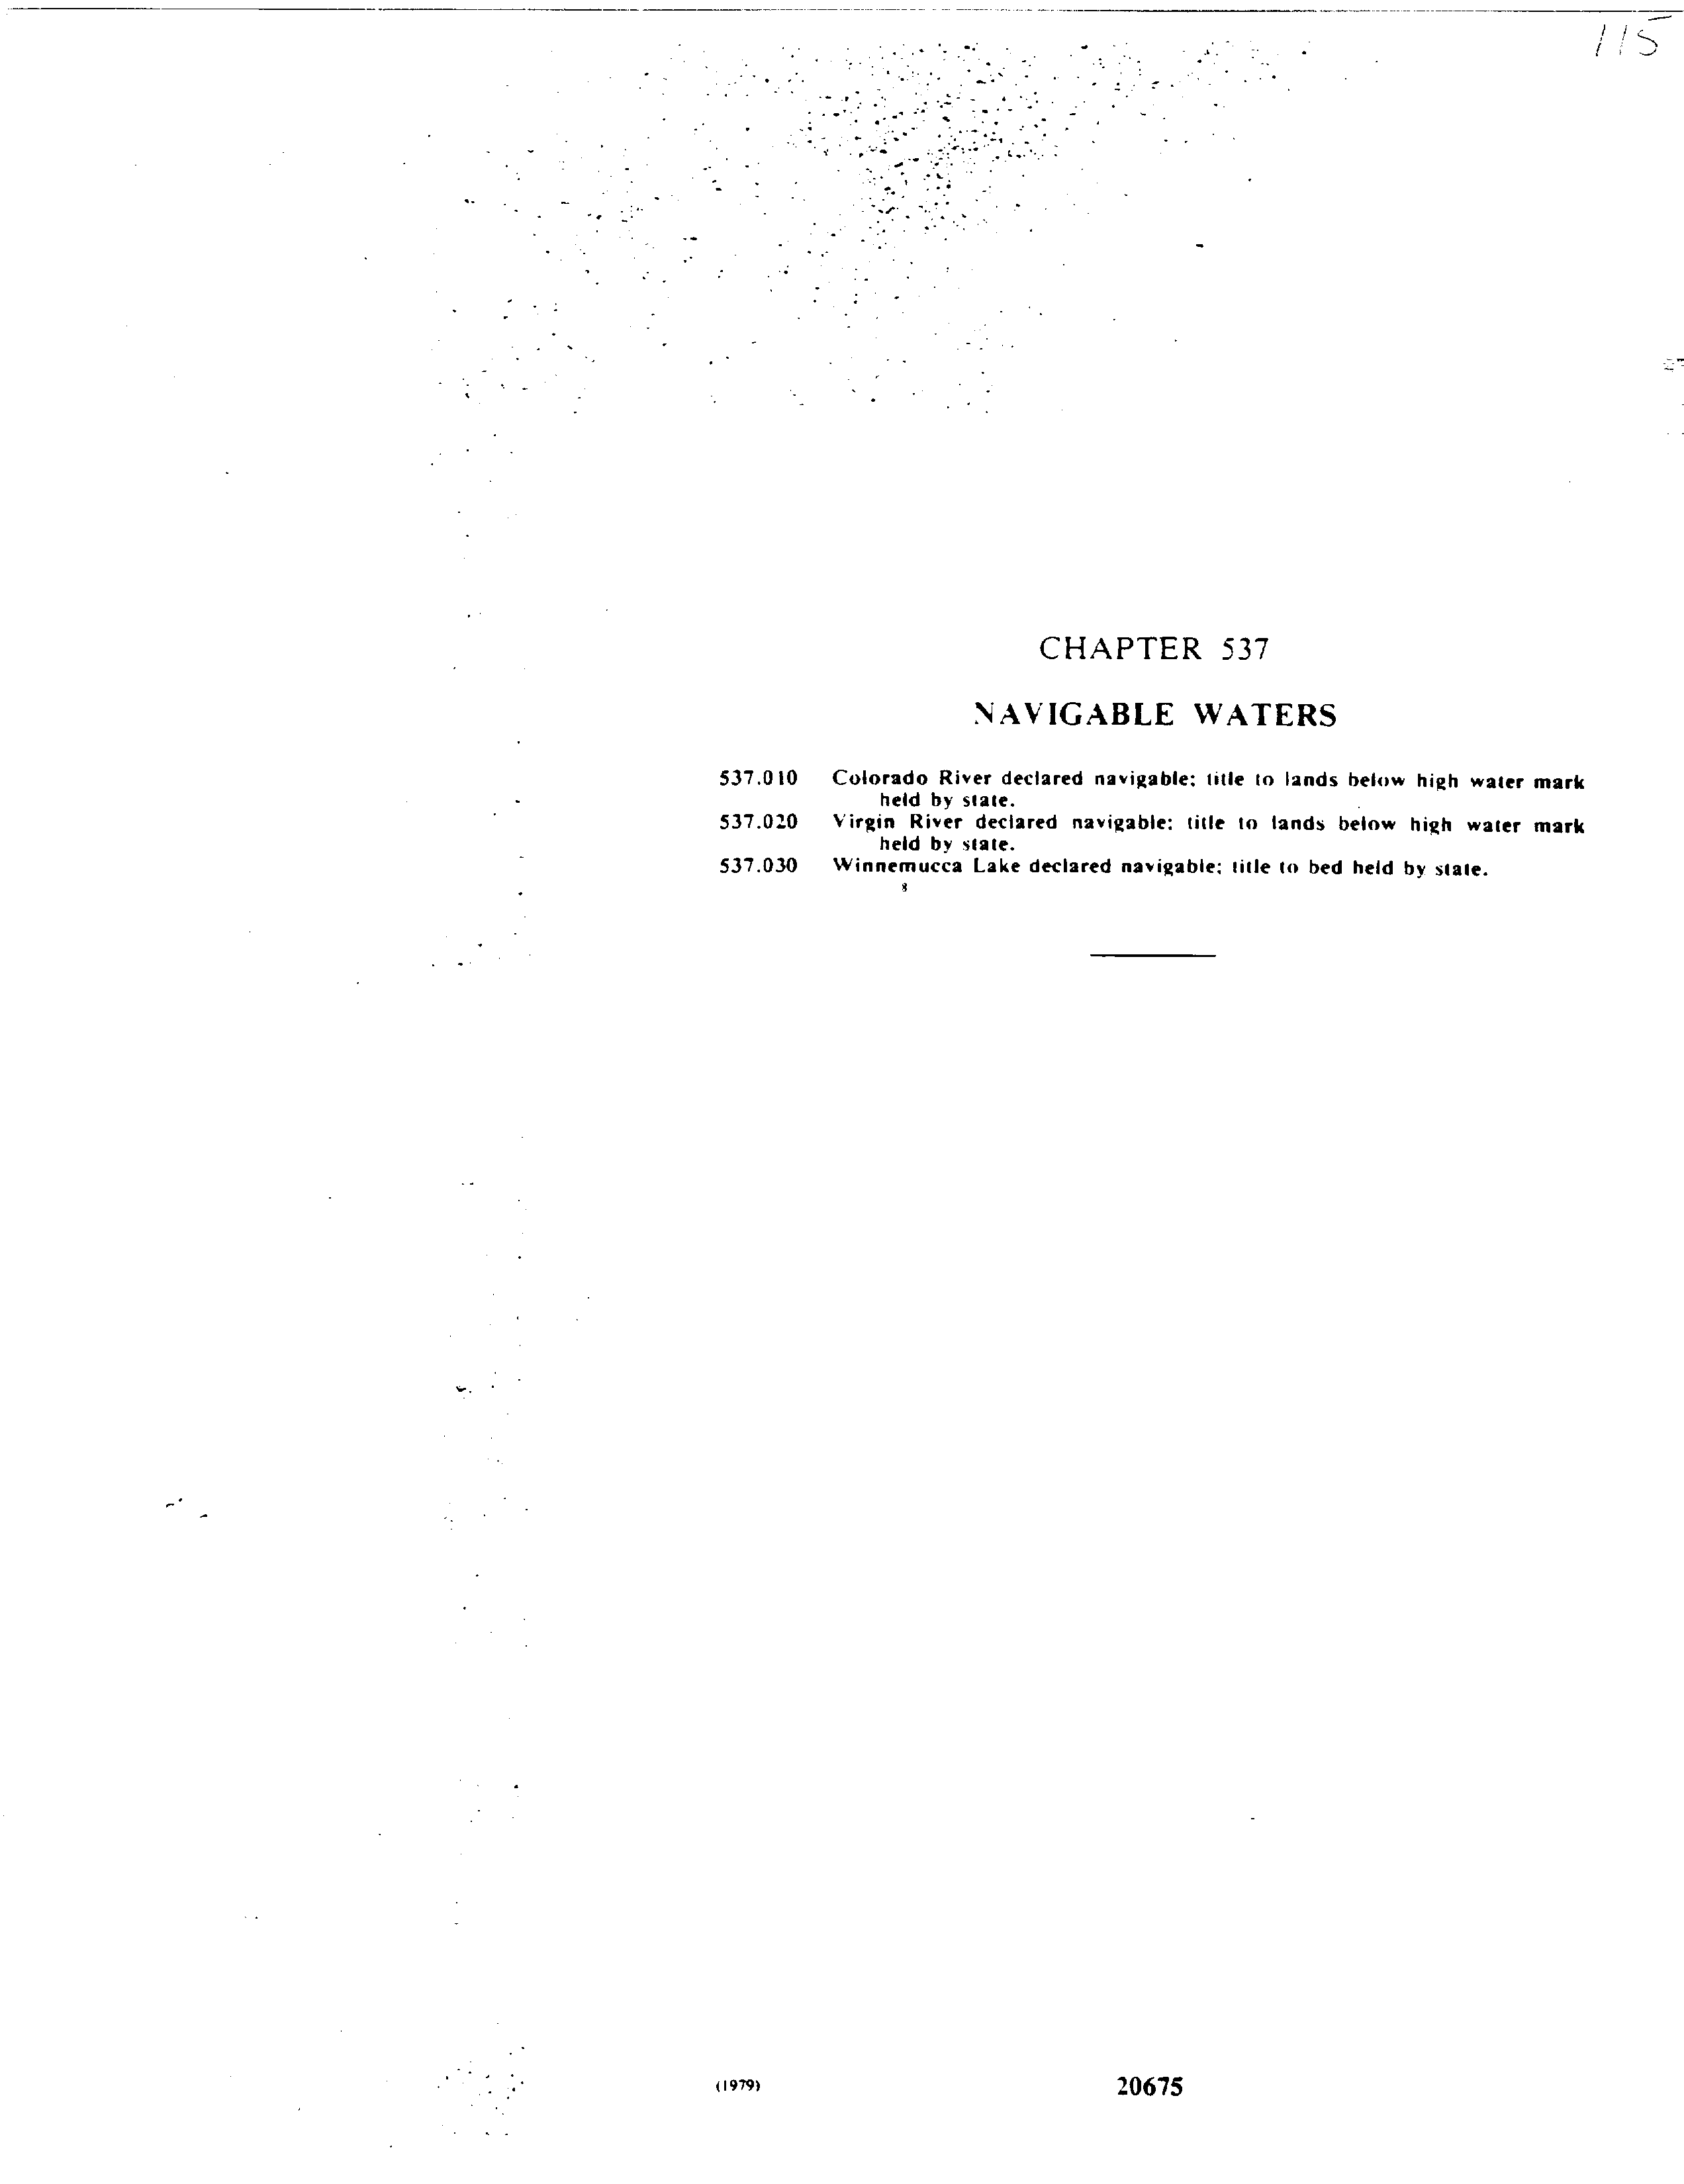 115
CHAPTER 537
NAVIGABLE WATERS
537.010 Colorado River declared navigable; title to lands below high water mark
held by state.
537.020 Virgin River declared navigable; title to lands below high water mark
held by state.
537.030 Winnemucca Lake declared navigable; title to bed held by state.
(1979) 20675